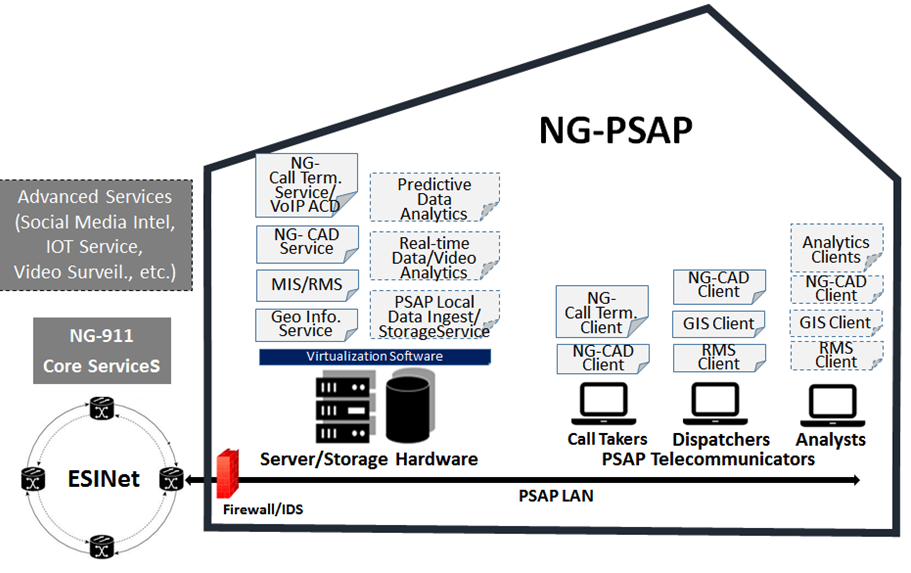 NG-PSAP
Advanced Services
(Social Media Intel,
IOT Service,
Video Surveil., etc.)
NG-911
Core ServiceS
ESINet
NG-
Call Term.
Service/
VoIP ACD
NG- CAD
Service
MIS/RMS
Geo Info.
Service
Predictive
Data
Analytics
Real-time
Data/Video
Analytics
PSAP Local
Data Ingest/
StorageService
Virtualization Software
Server/Storage Hardware
NG-
Call Term.
Client
NG-CAD
Client
Call Takers
NG-CAD
Client
GIS Client
RMS
Client
Dispatchers
Analytics
Clients
NG-CAD
Client
GIS Client
RMS
Client
Analysts
PSAP Telecommunicators
PSAP LAN
Firewall/IDS